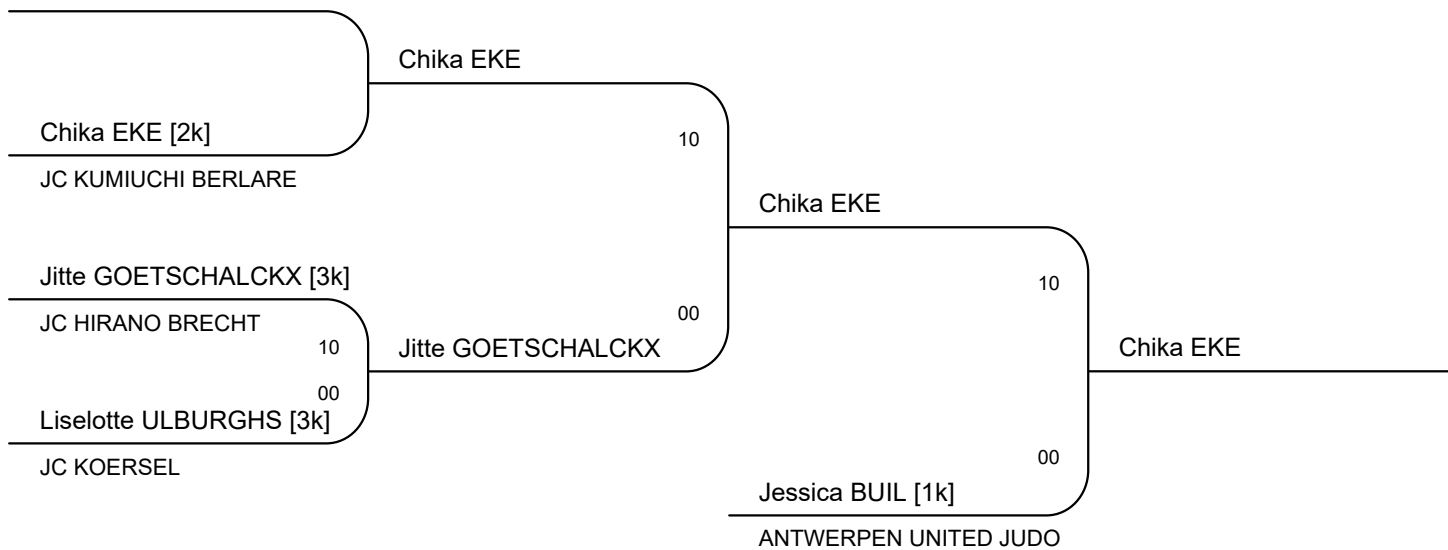 Chika EKE
Chika EKE [2k]
10
JC KUMIUCHI BERLARE
Chika EKE
Jitte GOETSCHALCKX [3k]
10
JC HIRANO BRECHT
00
10
Jitte GOETSCHALCKX
Chika EKE
00
Liselotte ULBURGHS [3k]
00
JC KOERSEL
Jessica BUIL [1k]
ANTWERPEN UNITED JUDO